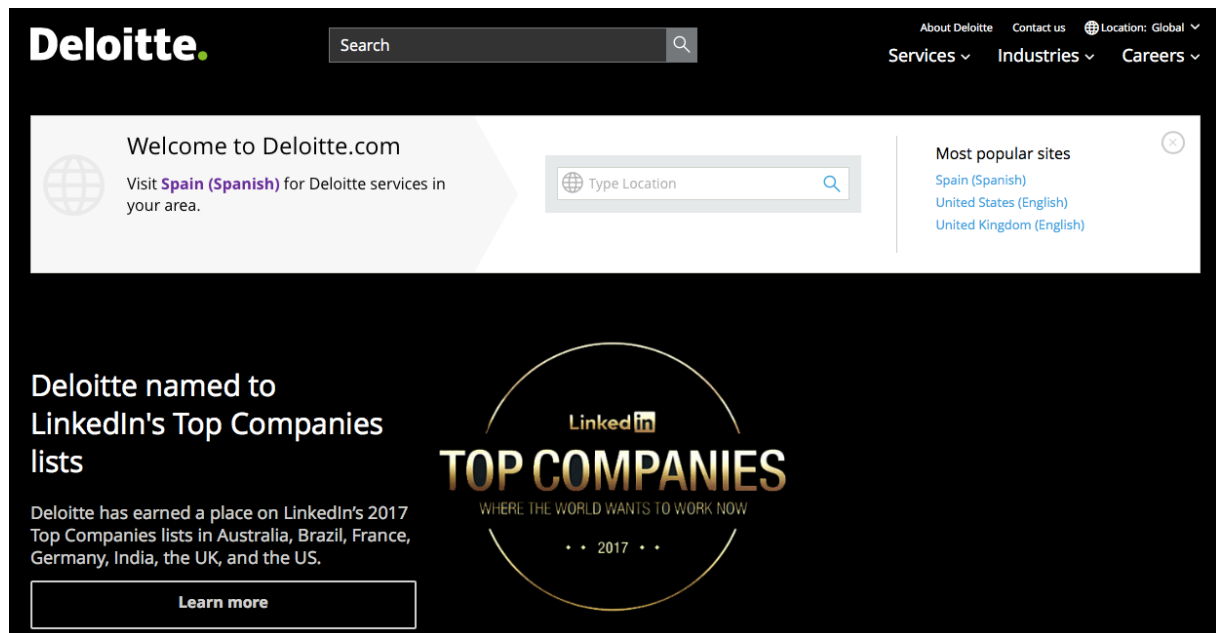 Deloitte.
Search
About Deloitte Contact us Location: Global
Services Industries Careers
Welcome to Deloitte.com
Visit Spain (Spanish) for Deloitte services in
your area.
Type Location
Most popular sites
Spain (Spanish)
United States (English)
United Kingdom (English)
Deloitte named to
LinkedIn's Top Companies
lists
Deloitte has earned a place on LinkedIn’s 2017
Top Companies lists in Australia, Brazil, France,
Germany, India, the UK, and the US.
Learn more
Linked in
TOP COMPANIES
WHERE THE WORLD WANTS TO WORK NOW
• • 2017 • •